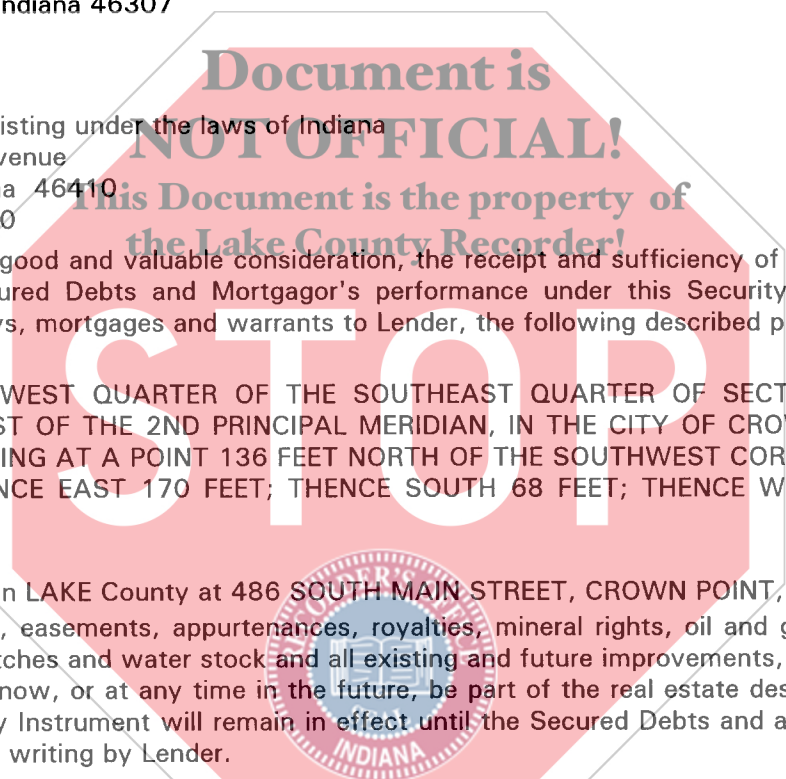 ndiana 46307
Document is
isting under the laws of Indiana
NOT OFFICIAL!
venue
a 46410
This Document is the property of
0
the Lake County Recorder!
good and valuable consideration, the receipt and sufficiency of
ured Debts and Mortgagor's performance under this Security
s, mortgages and warrants to Lender, the following described p
STOP
WEST QUARTER OF THE SOUTHEAST QUARTER OF SECT
ST OF THE 2ND PRINCIPAL MERIDIAN, IN THE CITY OF CRO
ING AT A POINT 136 FEET NORTH OF THE SOUTHWEST COR
NCE EAST 170 FEET; THENCE SOUTH 68 FEET; THENCE W
n LAKE County at 486 SOUTH MAIN STREET, CROWN POINT,
, easements, appurtenances, royalties, mineral rights, oil and g
tches and water stock and all existing and future improvements,
now, or at any time in the future, be part of the real estate des
y Instrument will remain in effect until the Secured Debts and a
writing by Lender.
RECORDER'S OFFICE
SEAL
INDIANA